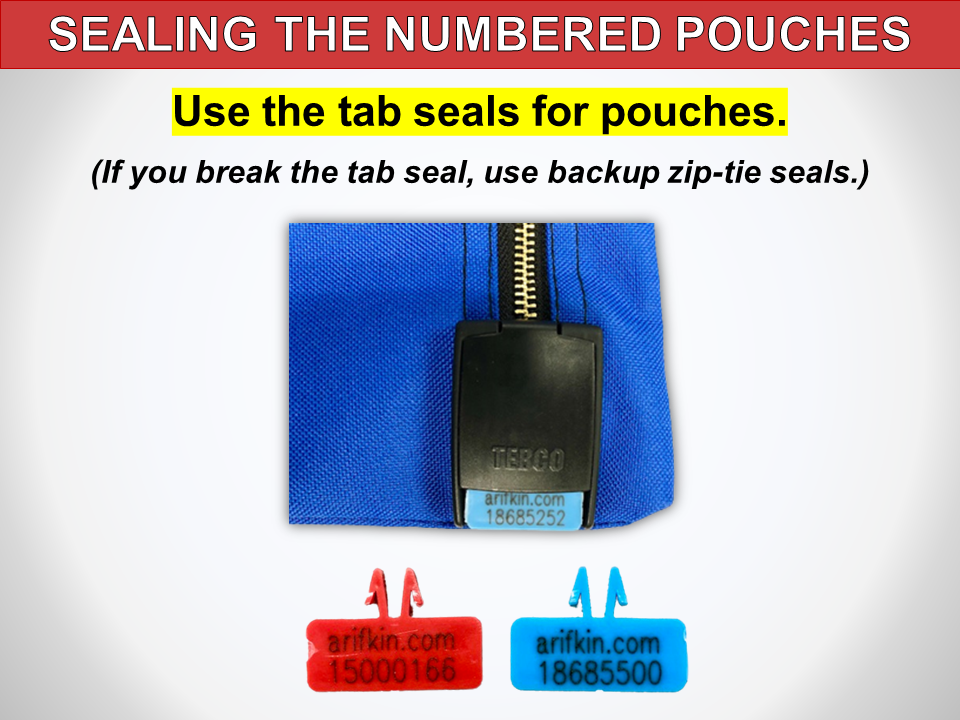 SEALING THE NUMBERED POUCHES
Use the tab seals for pouches.
(If you break the tab seal, use backup zip-tie seals.)
TEPCO
arifkin.com
18685252
arifkin.com
15000166
arifkin.com
18685500